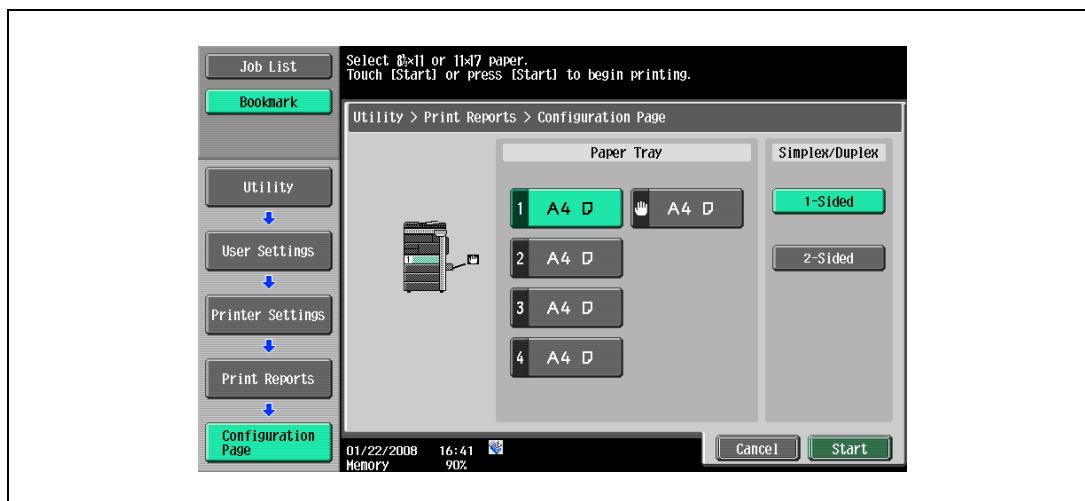 Job List
Bookmark
Select 8½×11 or 11×17 paper.
Touch [Start] or press [Start] to begin printing.
Utility > Print Reports > Configuration Page
Paper Tray
Simplex/Duplex
1 A4
A4
1-Sided
2 A4
2-Sided
3 A4
4 A4
1
Utility
User Settings
Printer Settings
Print Reports
Configuration
Page
01/22/2008 16:41
Memory 90%
Cancel
Start